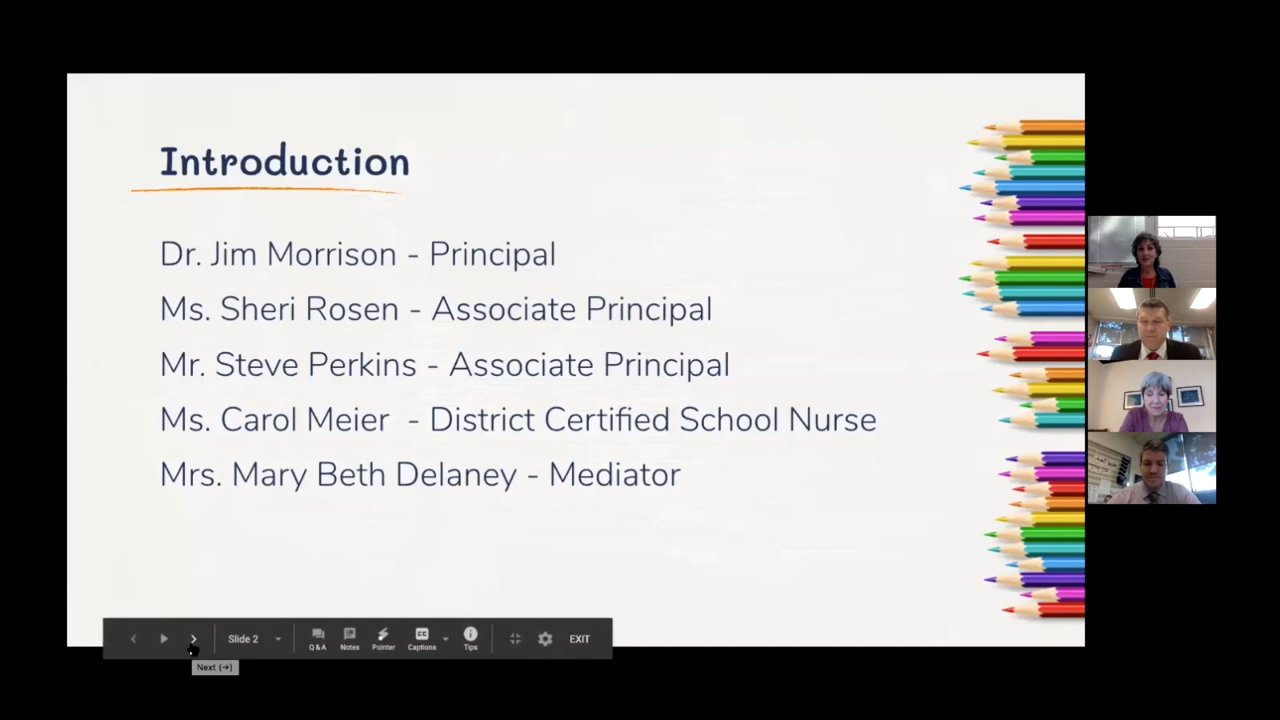 Introduction
Dr. Jim Morrison - Principal
Ms. Sheri Rosen - Associate Principal
Mr. Steve Perkins - Associate Principal
Ms. Carol Meier - District Certified School Nurse
Mrs. Mary Beth Delaney - Mediator
Slide 2
Q&A
Notes
Pointer
CC
Captions
Tips
EXIT
Next (→)